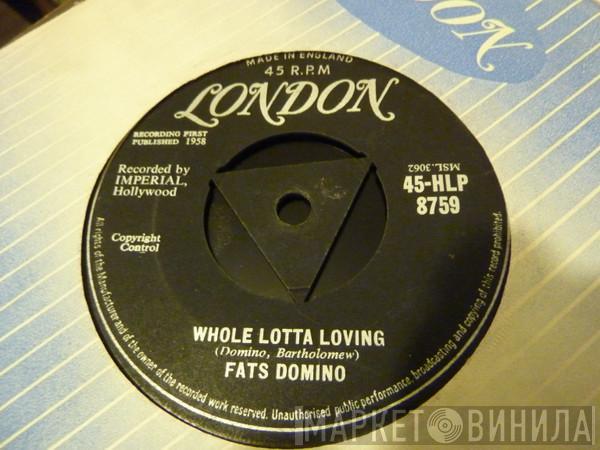 MADE IN ENGLAND
45 R.P.M
LONDON
RECORDING FIRST
PUBLISHED 1958
Recorded by
IMPERIAL,
Hollywood
MSL.3062
45-HLP
8759
Copyright
Control
WHOLE LOTTA LOVING
(Domino, Bartholomew)
FATS DOMINO
All rights of the Manufacturer and of the owner of the recorded work reserved. Unauthorised public performance, broadcasting and copying of this record prohibited.
DON
МАРКЕТ ВИНИЛА